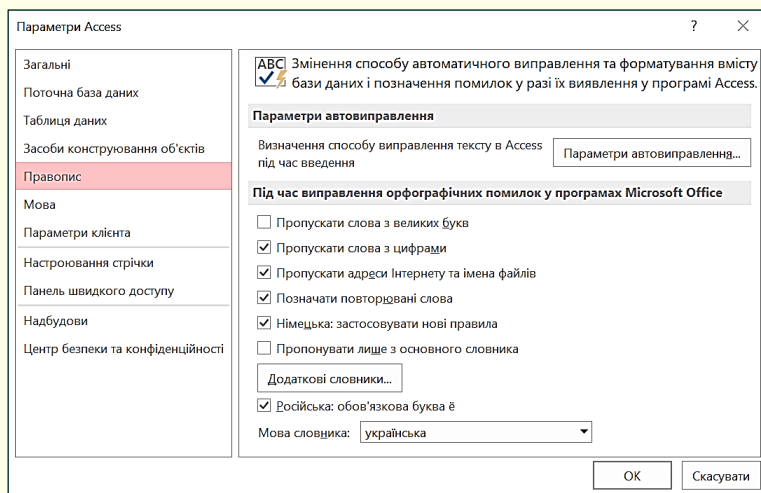 Параметри Access
?
Загальні
Поточна база даних
Таблиця даних
Засоби конструювання об'єктів
Правопис
Мова
Параметри клієнта
Настроювання стрічки
Панель швидкого доступу
Надбудови
Центр безпеки та конфіденційності
ABC
Змінення способу автоматичного виправлення та форматування вмісту
бази даних і позначення помилок у разі їх виявлення у програмі Access.
Параметри автовиправлення
Визначення способу виправлення тексту в Access
під час введення
Параметри автовиправлення...
Під час виправлення орфографічних помилок у програмах Microsoft Office
Пропускати слова з великих букв
Пропускати слова з цифрами
Пропускати адреси Інтернету та імена файлів
Позначати повторювані слова
Німецька: застосовувати нові правила
Пропонувати лише з основного словника
Додаткові словники...
Російська: обов'язкова буква ё
Мова словника: українська
ОК
Скасувати